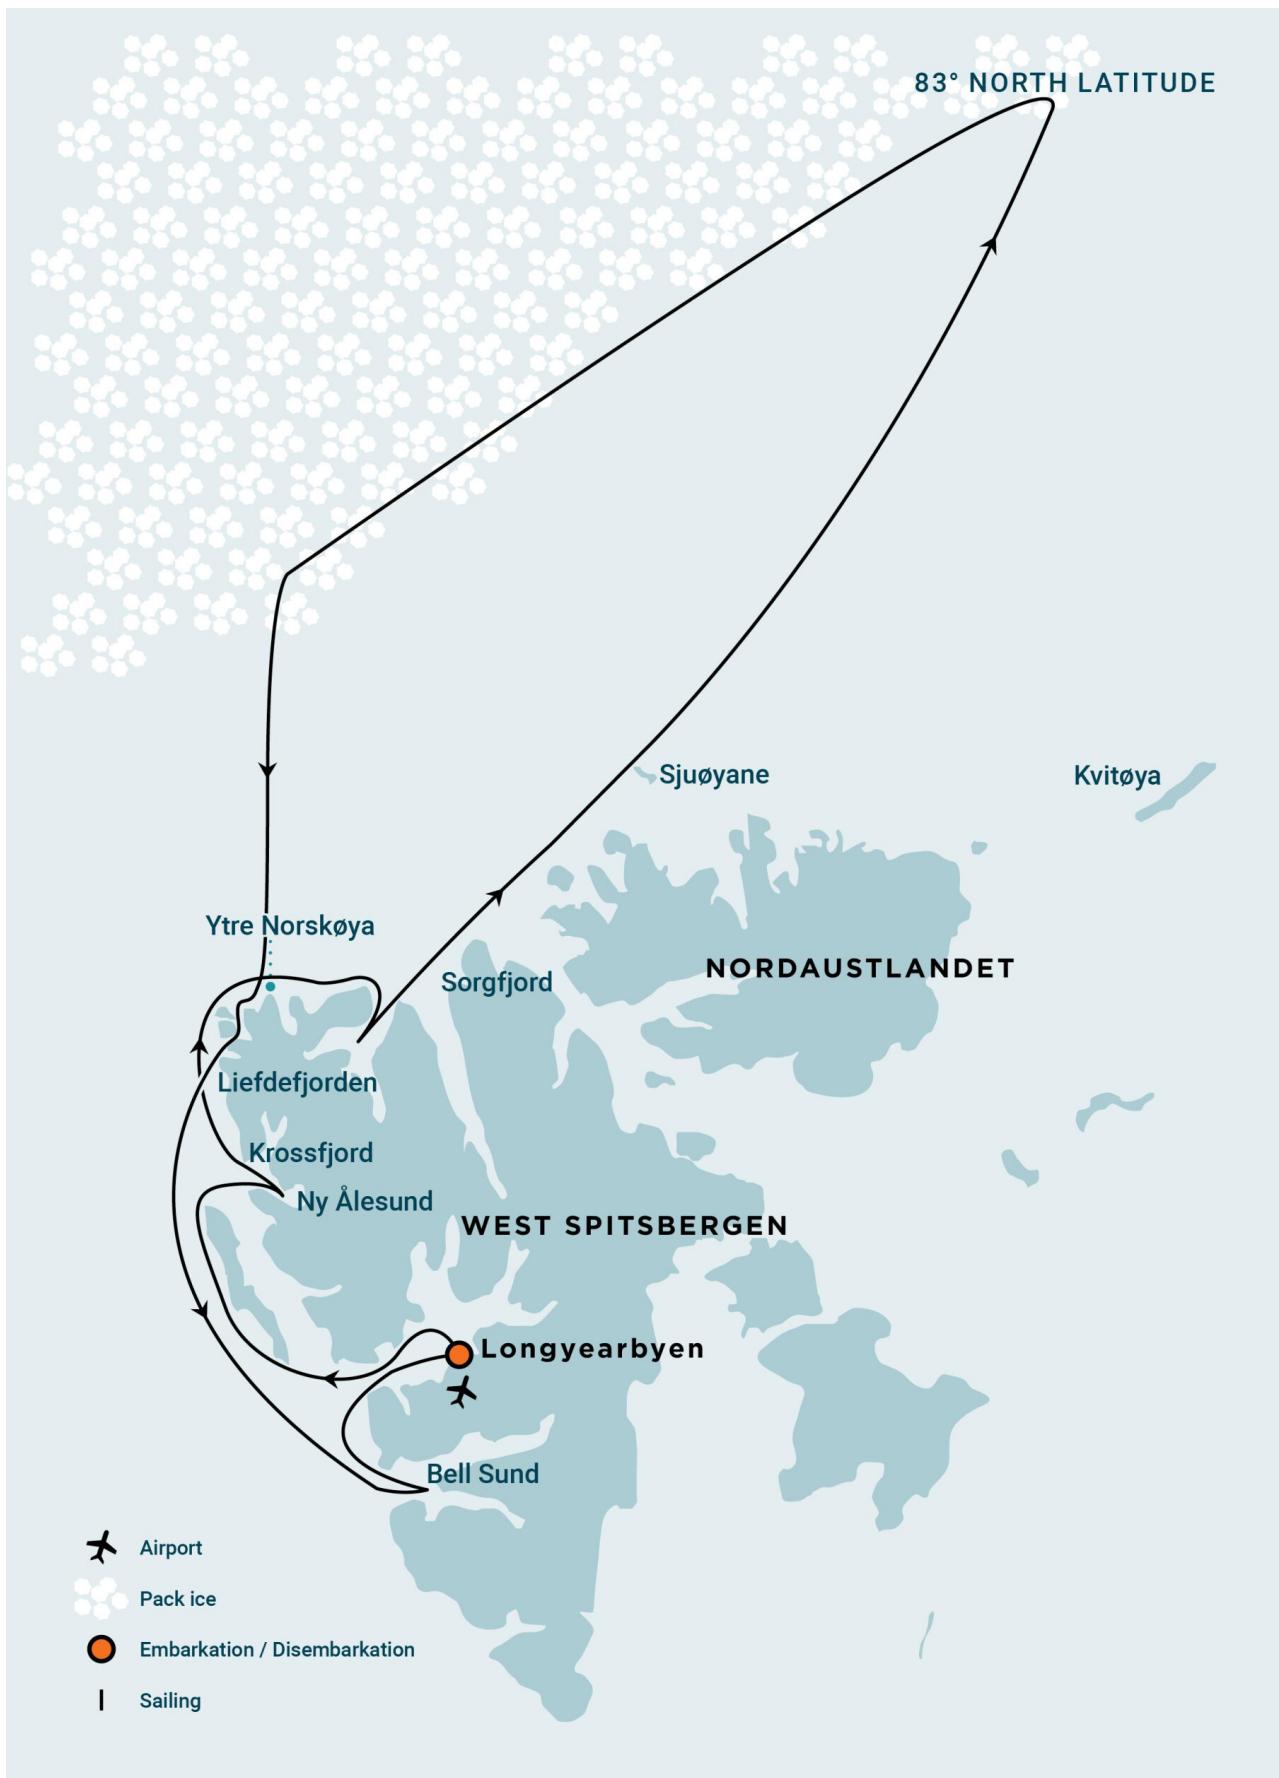 83° NORTH LATITUDE
Sjuøyane
Kvitøya
Ytre Norskøya
NORDAUSTLANDET
Sorgfjord
Liefdefjorden
Krossfjord
Ny Ålesund
WEST SPITSBERGEN
Longyearbyen
Bell Sund
Airport
Pack ice
Embarkation / Disembarkation
Sailing